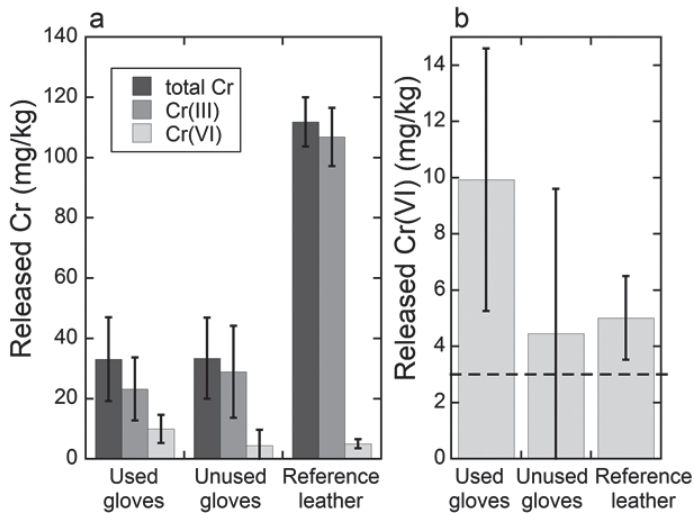 a
Released Cr (mg/kg)
140
120
100
80
60
40
20
0
total Cr
Cr(III)
Cr(VI)
Used
gloves
Unused
gloves
Reference
leather
b
Released Cr(VI) (mg/kg)
14
12
10
8
6
4
2
0
Used
gloves
Unused
gloves
Reference
leather